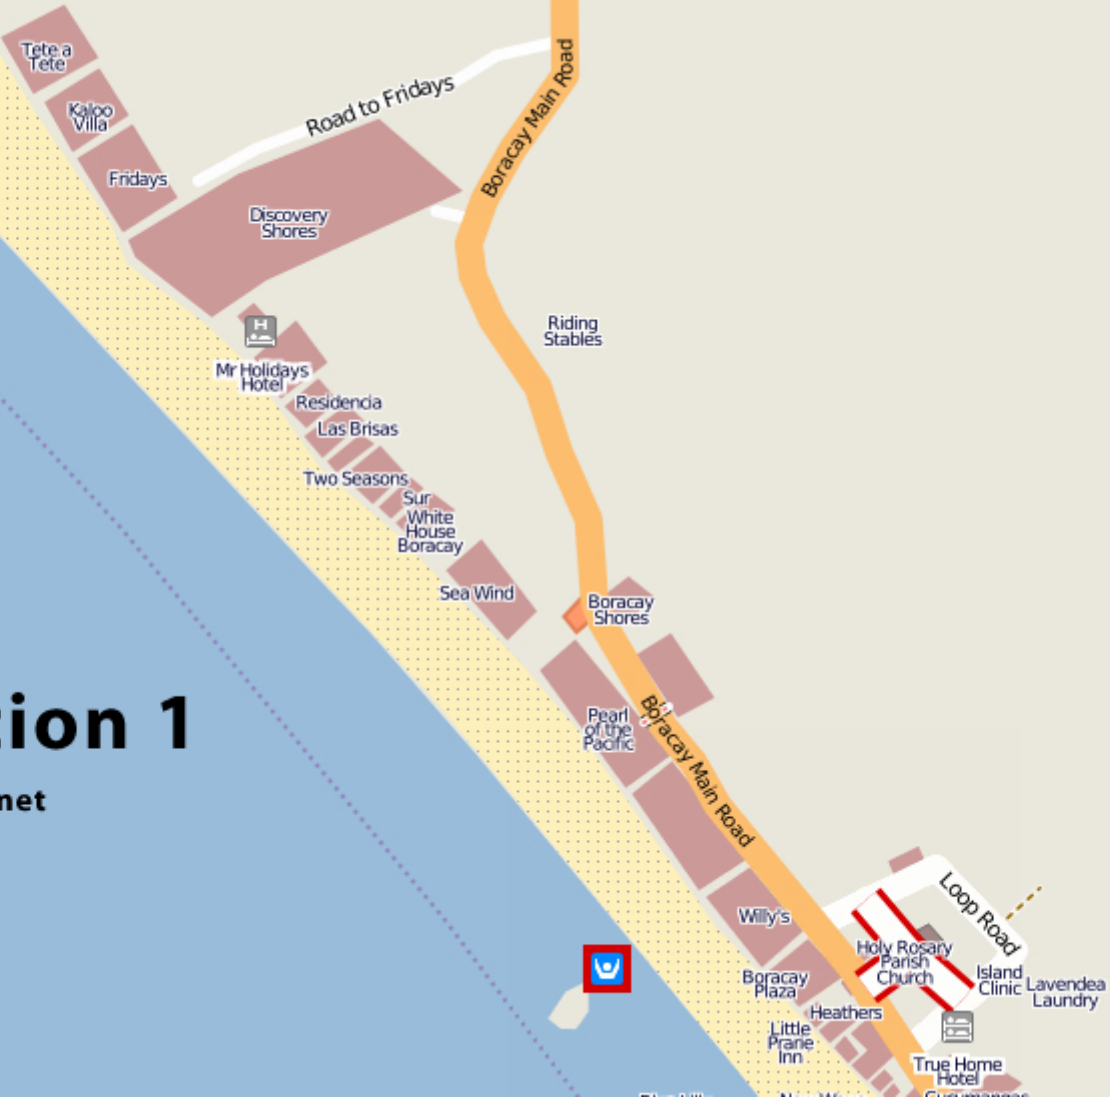 Tete a
Tete
Kaloo
Villa
Fridays
Road to Fridays
Boracay Main Road
Discovery
Shores
Riding
Stables
H
Mr Holidays
Hotel
Residencia
Las Brisas
Two Seasons
Sur
White
House
Boracay
Sea Wind
Boracay
Shores
tion 1
net
Pearl
of the
Pacific
Boracay Main Road
Willy's
Loop Road
Holy Rosary
Parish
Church
Island
Clinic
Lavendea
Laundry
Boracay
Plaza
Heathers
Little
Prarie
Inn
True Home
Hotel